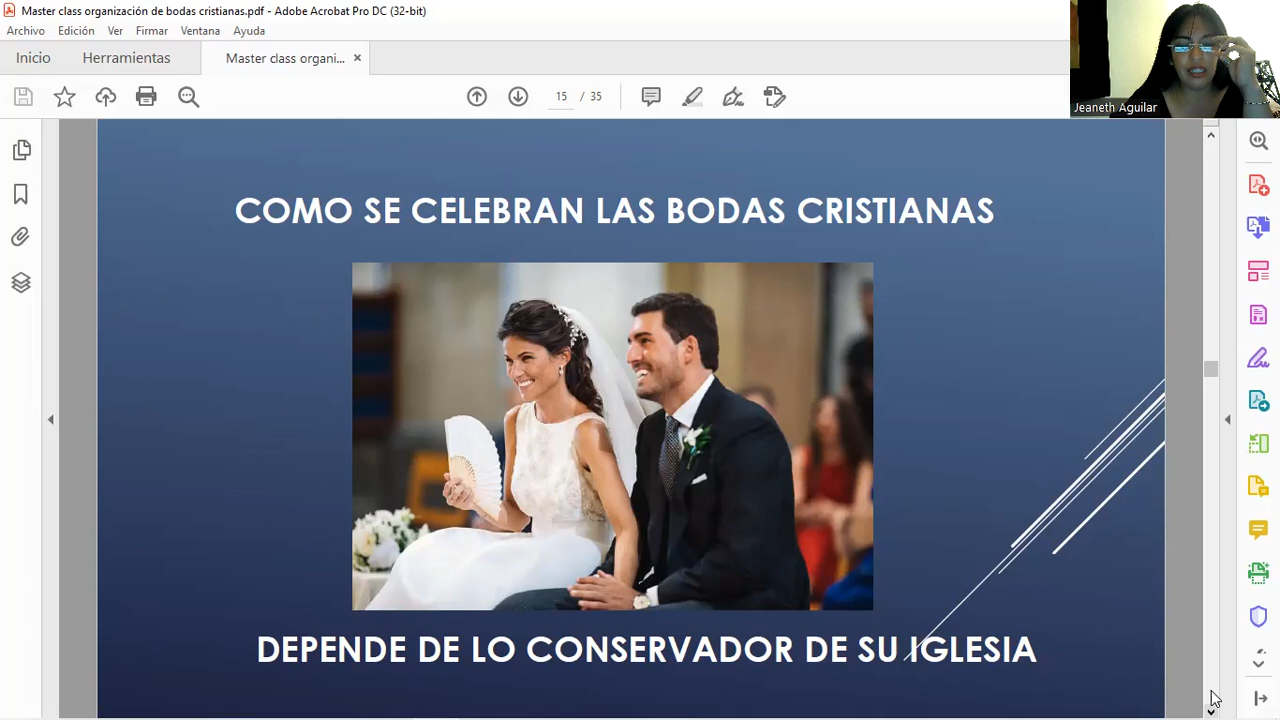 Master class organización de bodas cristianas.pdf - Adobe Acrobat Pro DC (32-bit)
Archivo Edición Ver Firmar Ventana Ayuda
Inicio Herramientas Master class organi... ×
15 / 35
Jeaneth Aguilar
COMO SE CELEBRAN LAS BODAS CRISTIANAS
DEPENDE DE LO CONSERVADOR DE SU IGLESIA